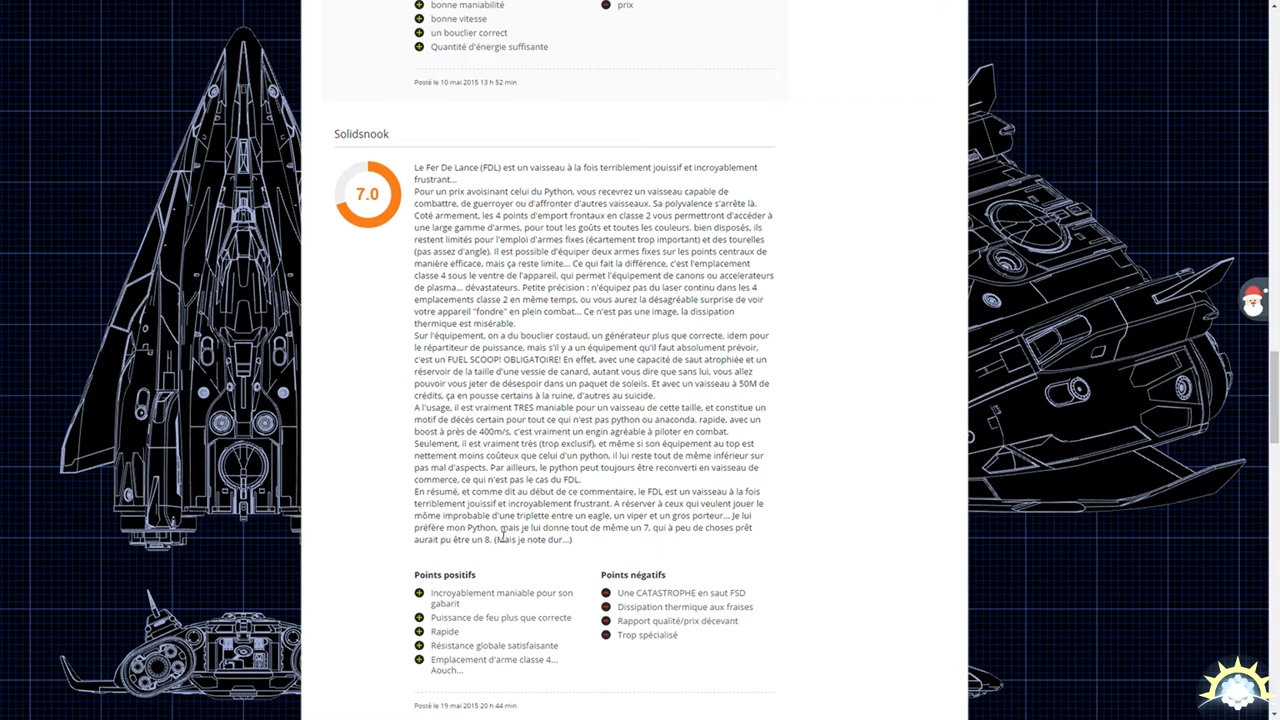 bonne maniabilité
prix
bonne vitesse
un bouclier correct
Quantité d'énergie suffisante
Posté le 10 mai 2015 13 h 52 min
Solidsnook
7.0
Le Fer De Lance (FDL) est un vaisseau à la fois terriblement jouissif et incroyablement
frustrant...
Pour un prix avoisinant celui du Python, vous recevrez un vaisseau capable de
combattre, de guerroyer ou d'affronter d'autres vaisseaux. Sa polyvalence s'arrête là.
Coté armement, les 4 points d'emport frontaux en classe 2 vous permettront d'accéder à
une large gamme d'armes, pour tout les goûts et toutes les couleurs. bien disposés, ils
restent limités pour l'emploi d'armes fixes (écartement trop important) et des tourelles
(pas assez d'angle). Il est possible d'équiper deux armes fixes sur les points centraux de
manière efficace, mais ça reste limite... Ce qui fait la différence, c'est l'emplacement
classe 4 sous le ventre de l'appareil, qui permet l'équipement de canons ou accelerateurs
de plasma... dévastateurs. Petite précision : n'équipez pas du laser continu dans les 4
emplacements classe 2 en même temps, ou vous aurez la désagréable surprise de voir
votre appareil "fondre" en plein combat... Ce n'est pas une image, la dissipation
thermique est misérable.
Sur l'équipement, on a du bouclier costaud, un générateur plus que correcte, idem pour
le répartiteur de puissance, mais s'il y a un équipement qu'il faut absolument prévoir,
c'est un FUEL SCOOP! OBLIGATOIRE! En effet, avec une capacité de saut atrophiée et un
réservoir de la taille d'une vessie de canard, autant vous dire que sans lui, vous allez
pouvoir vous jeter de désespoir dans un paquet de soleils. Et avec un vaisseau à 50M de
crédits, ça en pousse certains à la ruine, d'autres au suicide.
A l'usage, il est vraiment TRES maniable pour un vaisseau de cette taille, et constitue un
motif de décès certain pour tout ce qui n'est pas python ou anaconda. rapide, avec un
boost à près de 400m/s, c'est vraiment un engin agréable à piloter en combat.
Seulement, il est vraiment très (trop exclusif), et même si son équipement au top est
nettement moins coûteux que celui d'un python, il lui reste tout de même inférieur sur
pas mal d'aspects. Par ailleurs, le python peut toujours être reconverti en vaisseau de
commerce, ce qui n'est pas le cas du FDL.
En résumé, et comme dit au début de ce commentaire, le FDL est un vaisseau à la fois
terriblement jouissif et incroyablement frustrant. A réserver à ceux qui veulent jouer le
môme improbable d'une triplette entre un eagle, un viper et un gros porteur... Je lui
préfère mon Python, mais je lui donne tout de même un 7, qui à peu de choses prêt
aurait pu être un 8. (Mais je note dur...)
Points positifs
Incroyablement maniable pour son
gabarit
Puissance de feu plus que correcte
Rapide
Résistance globale satisfaisante
Emplacement d'arme classe 4...
Aouch...
Points négatifs
Une CATASTROPHE en saut FSD
Dissipation thermique aux fraises
Rapport qualité/prix décevant
Trop spécialisé
Posté le 19 mai 2015 20 h 44 min